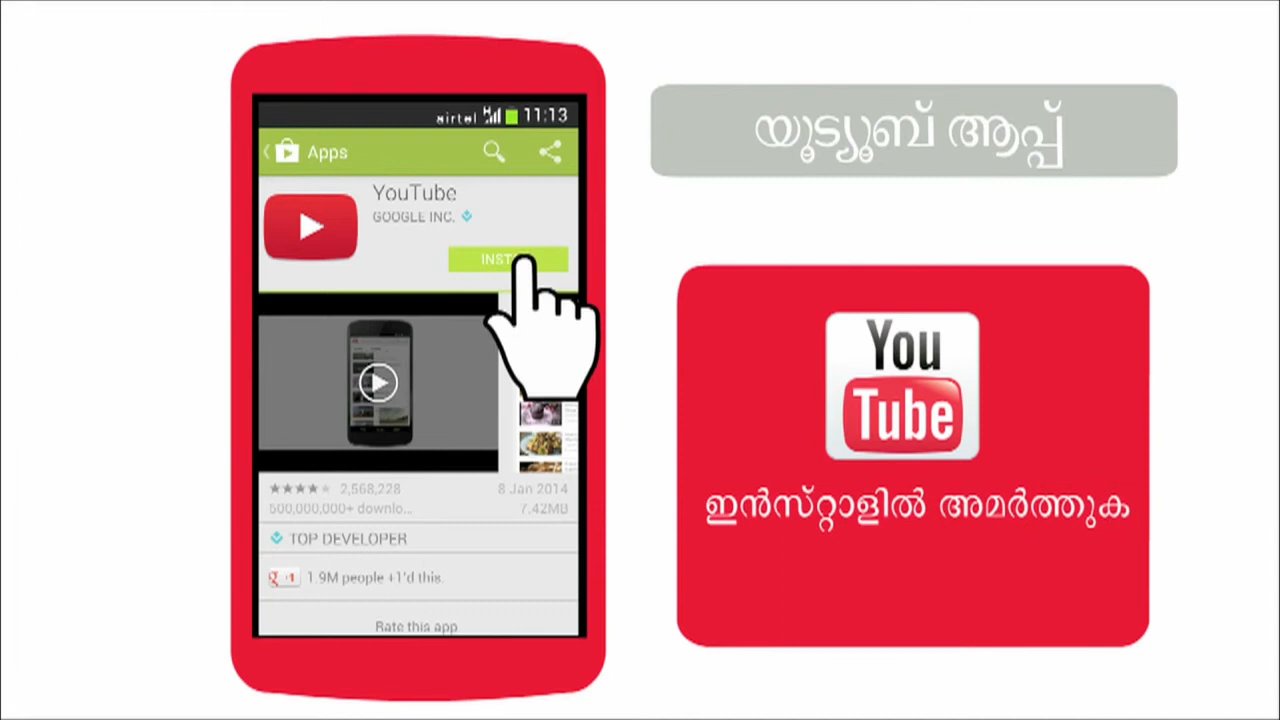 airtel H 11:13
Apps
YouTube
GOOGLE INC.
2,568,228 8 Jan 2014
500,000,000+ downlo... 7.42MB
TOP DEVELOPER
1.9M people +1'd this.
Rate this app
യൂട്യൂബ് ആപ്പ്
You
Tube
ഇൻസ്റ്റാളിൽ അമർത്തുക